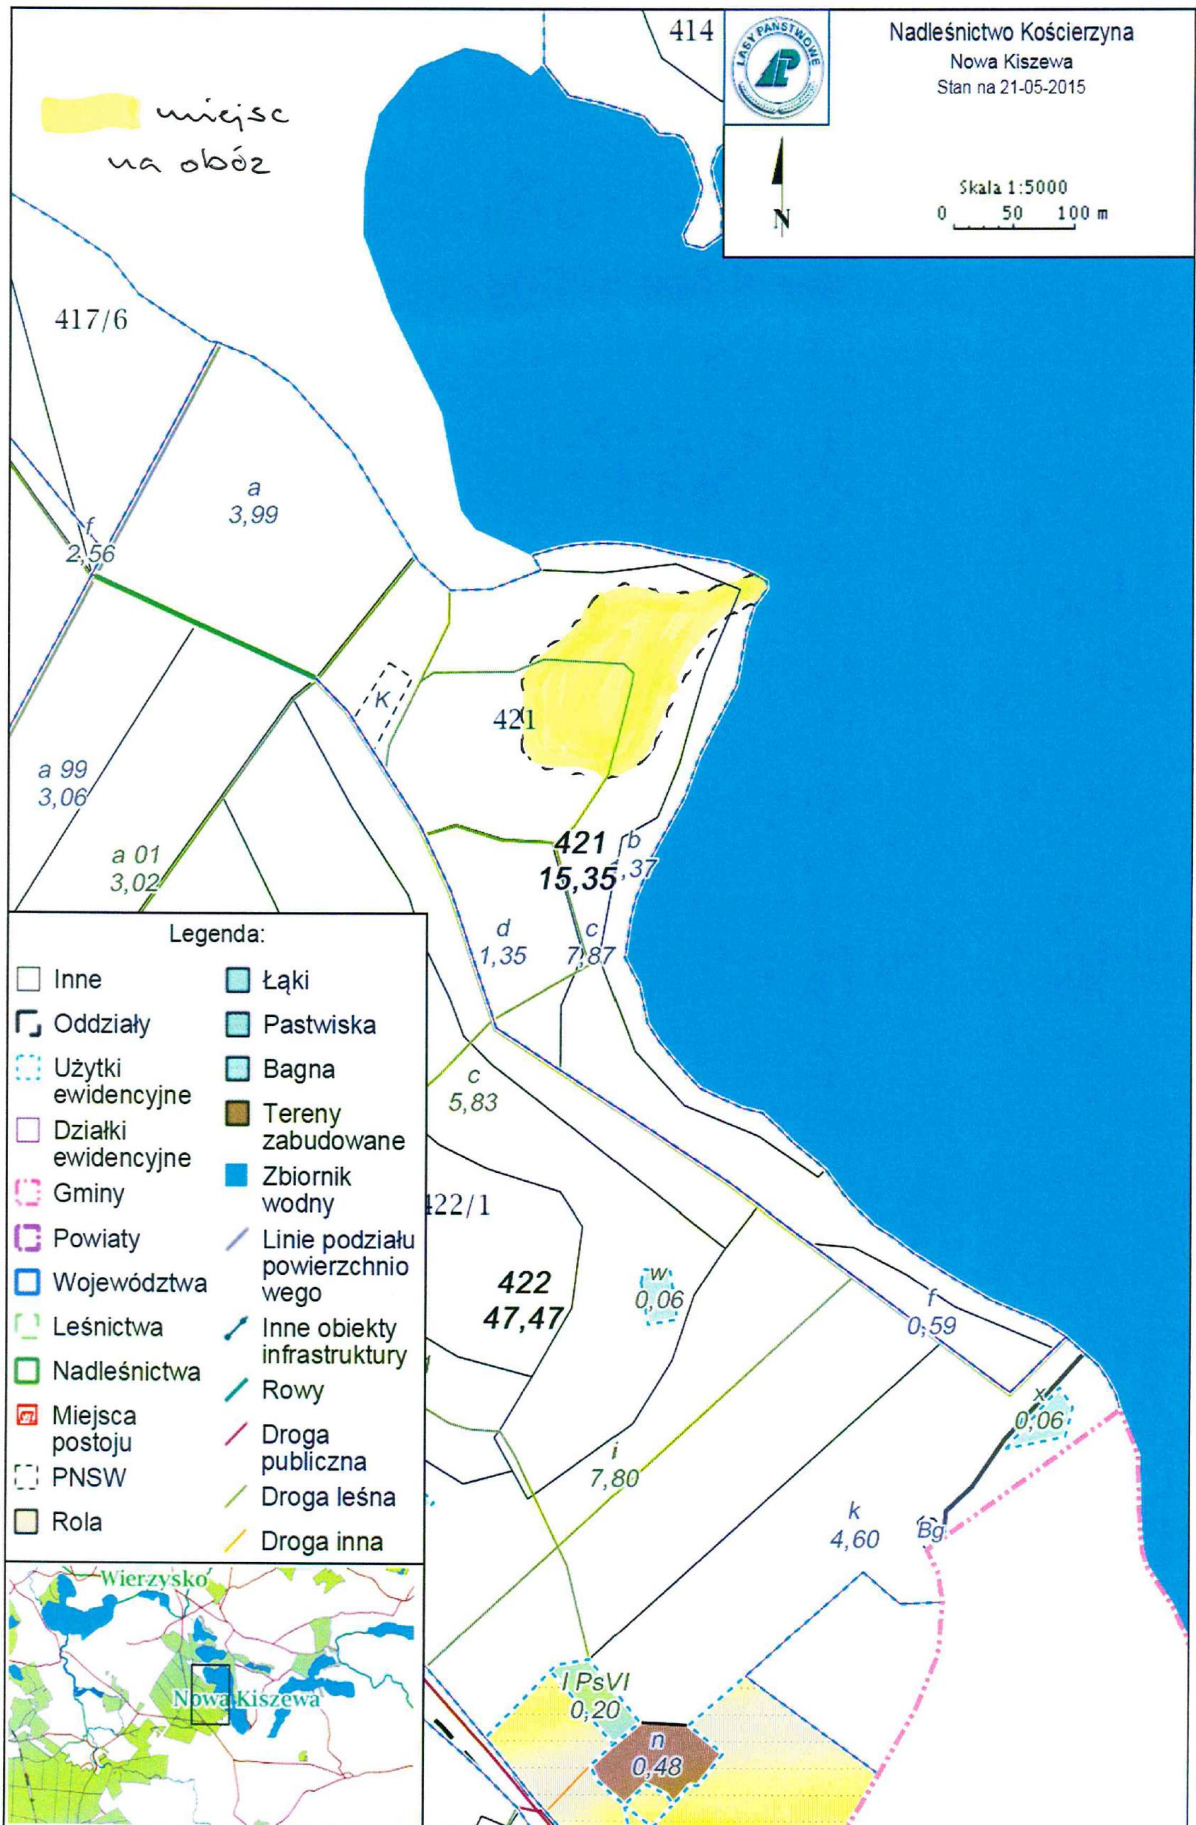 miejsc
na obóz
414
LASY PAŃSTWOWE
Nadleśnictwo Kościerzyna
Nowa Kiszewa
Stan na 21-05-2015
N
Skala 1:5000
0 50 100 m
417/6
a
3,99
f
2,56
K
421
a 99
3,06
a 01
3,02
421
15,35
b
,37
d
1,35
c
7,87
c
5,83
422/1
422
47,47
w
0,06
f
0,59
x
0,06
i
7,80
k
4,60
Bg
l PsVI
0,20
n
0,48
Legenda:
Inne
Oddziały
Użytki
ewidencyjne
Działki
ewidencyjne
Gminy
Powiaty
Województwa
Leśnictwa
Nadleśnictwa
Miejsca
postoju
PNSW
Rola
Łąki
Pastwiska
Bagna
Tereny
zabudowane
Zbiornik
wodny
Linie podziału
powierzchnio
wego
Inne obiekty
infrastruktury
Rowy
Droga
publiczna
Droga leśna
Droga inna
Wierzysko
Nowa Kiszewa